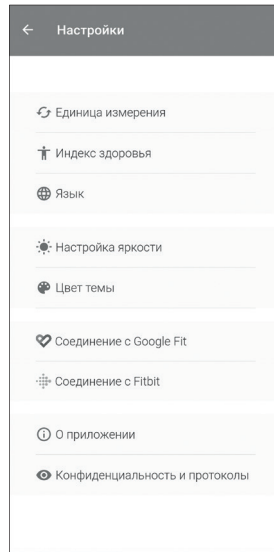 Настройки
Единица измерения
Индекс здоровья
Язык
Настройка яркости
Цвет темы
Соединение с Google Fit
Соединение с Fitbit
О приложении
Конфиденциальность и протоколы